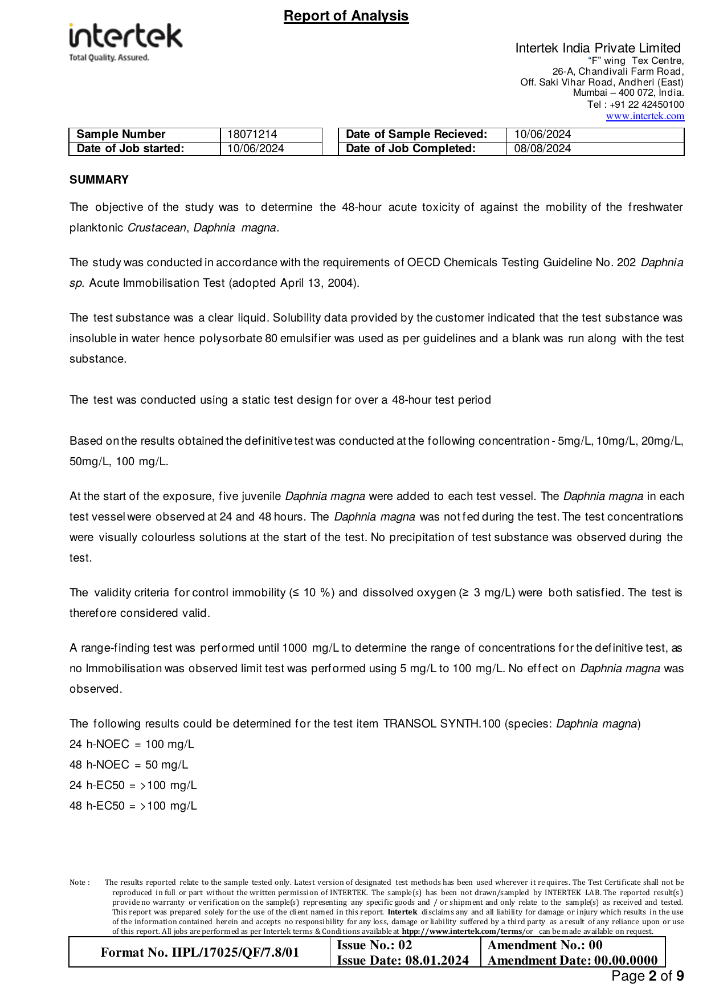 Report of Analysis
intertek
Total Quality. Assured.
Intertek India Private Limited
“F” wing Tex Centre,
26-A, Chandivali Farm Road,
Off. Saki Vihar Road, Andheri (East)
Mumbai – 400 072, India.
Tel : +91 22 42450100
www.intertek.com
Sample Number 18071214 Date of Sample Recieved: 10/06/2024
Date of Job started: 10/06/2024 Date of Job Completed: 08/08/2024
SUMMARY
The objective of the study was to determine the 48-hour acute toxicity of against the mobility of the freshwater
planktonic Crustacean, Daphnia magna.
The study was conducted in accordance with the requirements of OECD Chemicals Testing Guideline No. 202 Daphnia
sp. Acute Immobilisation Test (adopted April 13, 2004).
The test substance was a clear liquid. Solubility data provided by the customer indicated that the test substance was
insoluble in water hence polysorbate 80 emulsifier was used as per guidelines and a blank was run along with the test
substance.
The test was conducted using a static test design for over a 48-hour test period
Based on the results obtained the definitive test was conducted at the following concentration - 5mg/L, 10mg/L, 20mg/L,
50mg/L, 100 mg/L.
At the start of the exposure, five juvenile Daphnia magna were added to each test vessel. The Daphnia magna in each
test vessel were observed at 24 and 48 hours. The Daphnia magna was not fed during the test. The test concentrations
were visually colourless solutions at the start of the test. No precipitation of test substance was observed during the
test.
The validity criteria for control immobility (≤ 10 %) and dissolved oxygen (≥ 3 mg/L) were both satisfied. The test is
therefore considered valid.
A range-finding test was performed until 1000 mg/L to determine the range of concentrations for the definitive test, as
no Immobilisation was observed limit test was performed using 5 mg/L to 100 mg/L. No effect on Daphnia magna was
observed.
The following results could be determined for the test item TRANSOL SYNTH.100 (species: Daphnia magna)
24 h-NOEC = 100 mg/L
48 h-NOEC = 50 mg/L
24 h-EC50 = >100 mg/L
48 h-EC50 = >100 mg/L
Note : The results reported relate to the sample tested only. Latest version of designated test methods has been used wherever it requires. The Test Certificate shall not be
reproduced in full or part without the written permission of INTERTEK. The sample(s) has been not drawn/sampled by INTERTEK LAB. The reported result(s)
provide no warranty or verification on the sample(s) representing any specific goods and / or shipment and only relate to the sample(s) as received and tested.
This report was prepared solely for the use of the client named in this report. Intertek disclaims any and all liability for damage or injury which results in the use
of the information contained herein and accepts no responsibility for any loss, damage or liability suffered by a third party as a result of any reliance upon or use
of this report. All jobs are performed as per Intertek terms & Conditions available at htpp://www.intertek.com/terms/or can be made available on request.
Format No. IIPL/17025/QF/7.8/01
Issue No.: 02
Issue Date: 08.01.2024
Amendment No.: 00
Amendment Date: 00.00.0000
Page 2 of 9